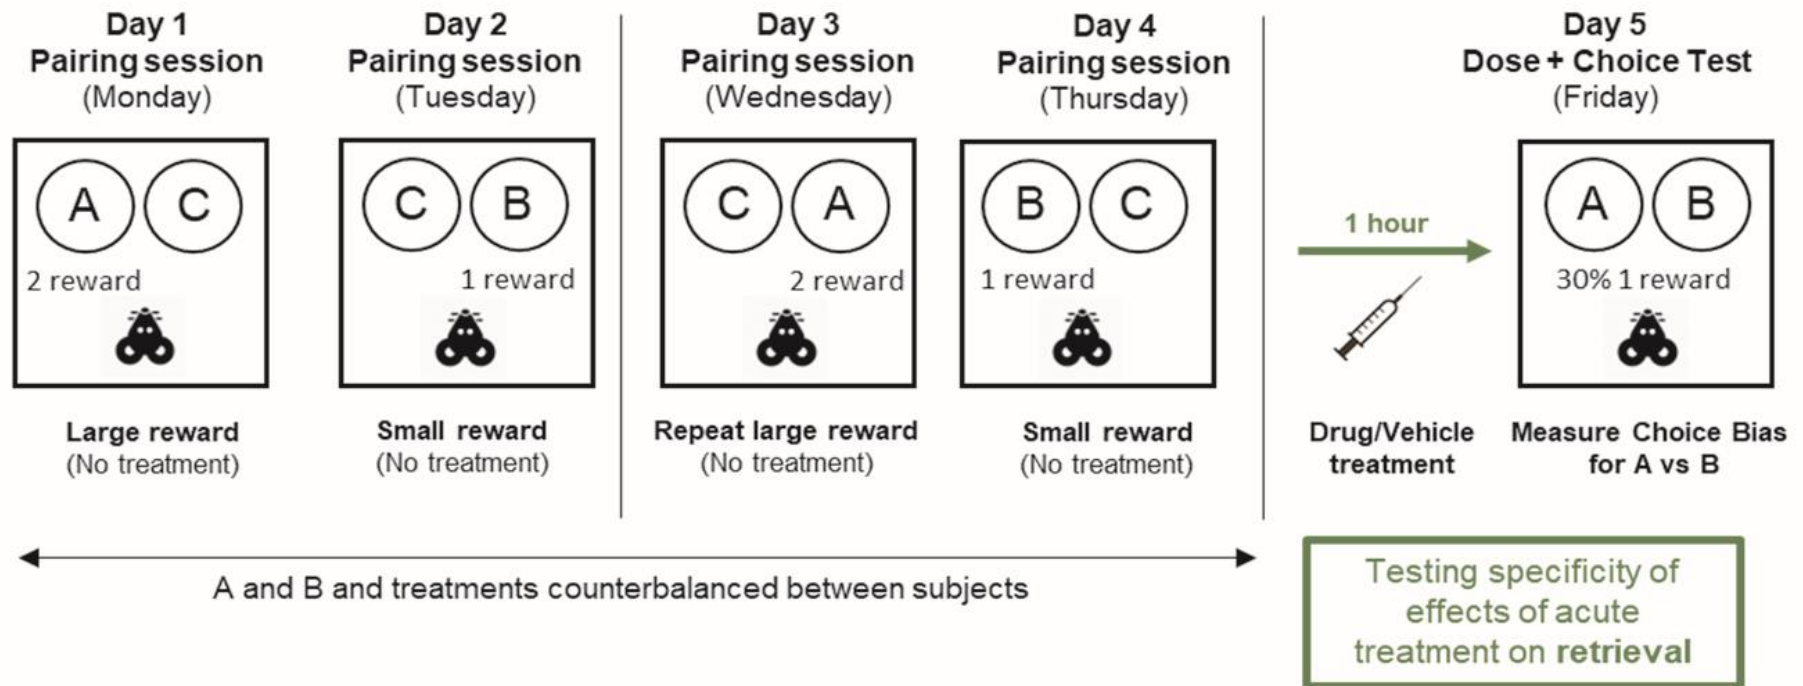 Day 1
Pairing session
(Monday)
A
C
2 reward
Large reward
(No treatment)
Day 2
Pairing session
(Tuesday)
C
B
1 reward
Small reward
(No treatment)
Day 3
Pairing session
(Wednesday)
C
A
2 reward
Repeat large reward
(No treatment)
Day 4
Pairing session
(Thursday)
B
C
1 reward
Small reward
(No treatment)
1 hour
Drug/Vehicle
treatment
Day 5
Dose + Choice Test
(Friday)
A
B
30% 1 reward
Measure Choice Bias
for A vs B
A and B and treatments counterbalanced between subjects
Testing specificity of
effects of acute
treatment on retrieval